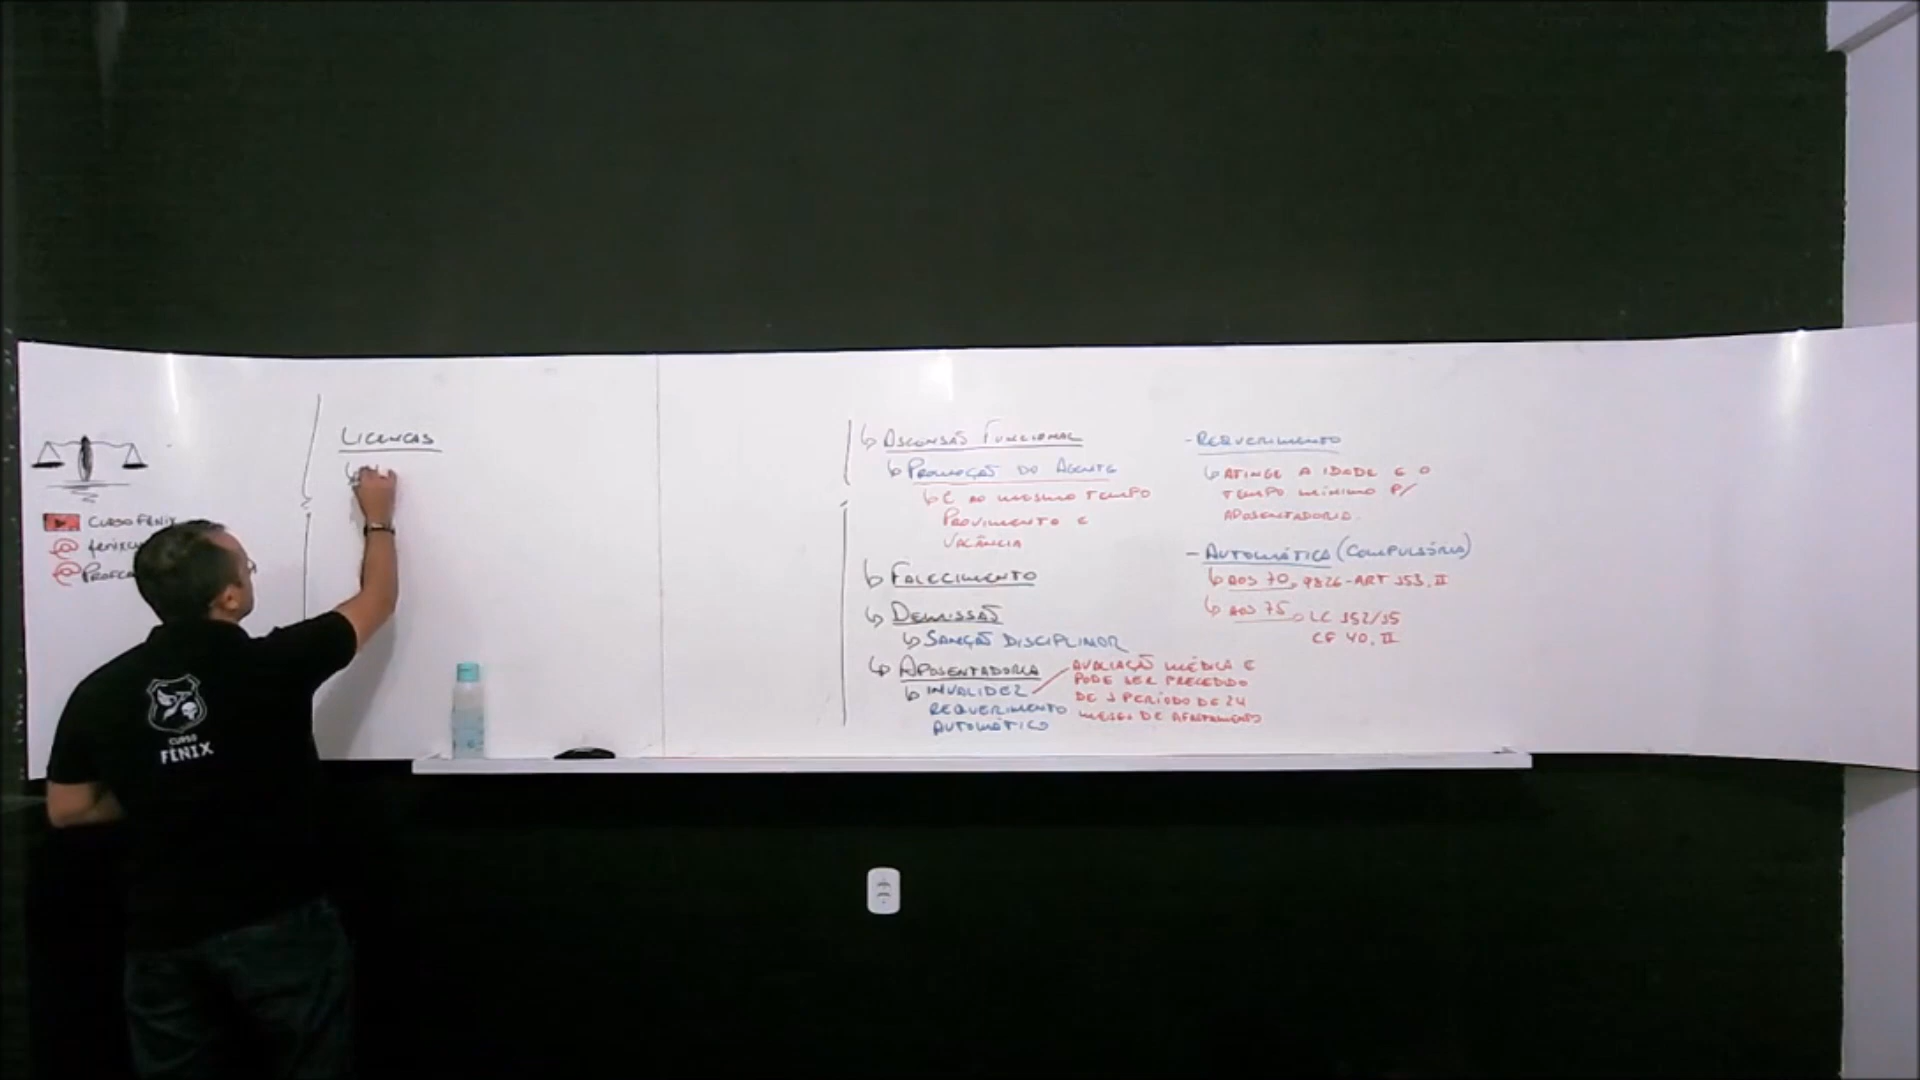 CURSO FÊNIX
LICENÇAS
↳ ASCENSÃO FUNCIONAL
↳ PROMOÇÃO DO AGENTE
↳ É AO MESMO TEMPO
PROVIMENTO E
VACÂNCIA
↳ FALECIMENTO
↳ DEMISSÃO
↳ SANÇÃO DISCIPLINAR
↳ APOSENTADORIA
↳ INVALIDEZ
REQUERIMENTO
AUTOMÁTICO
AVALIAÇÃO MÉDICA E
PODE SER PRECEDIDO
DE 1 PERÍODO DE 24
MESES DE AFASTAMENTO
- REQUERIMENTO
↳ ATINGE A IDADE E O
TEMPO MÍNIMO P/
APOSENTADORIA.
- AUTOMÁTICA (COMPULSÓRIA)
↳ AOS 70, 9826 - ART 153, II
↳ AOS 75, LC 152/15
CF 40, II
CURSO
FÊNIX